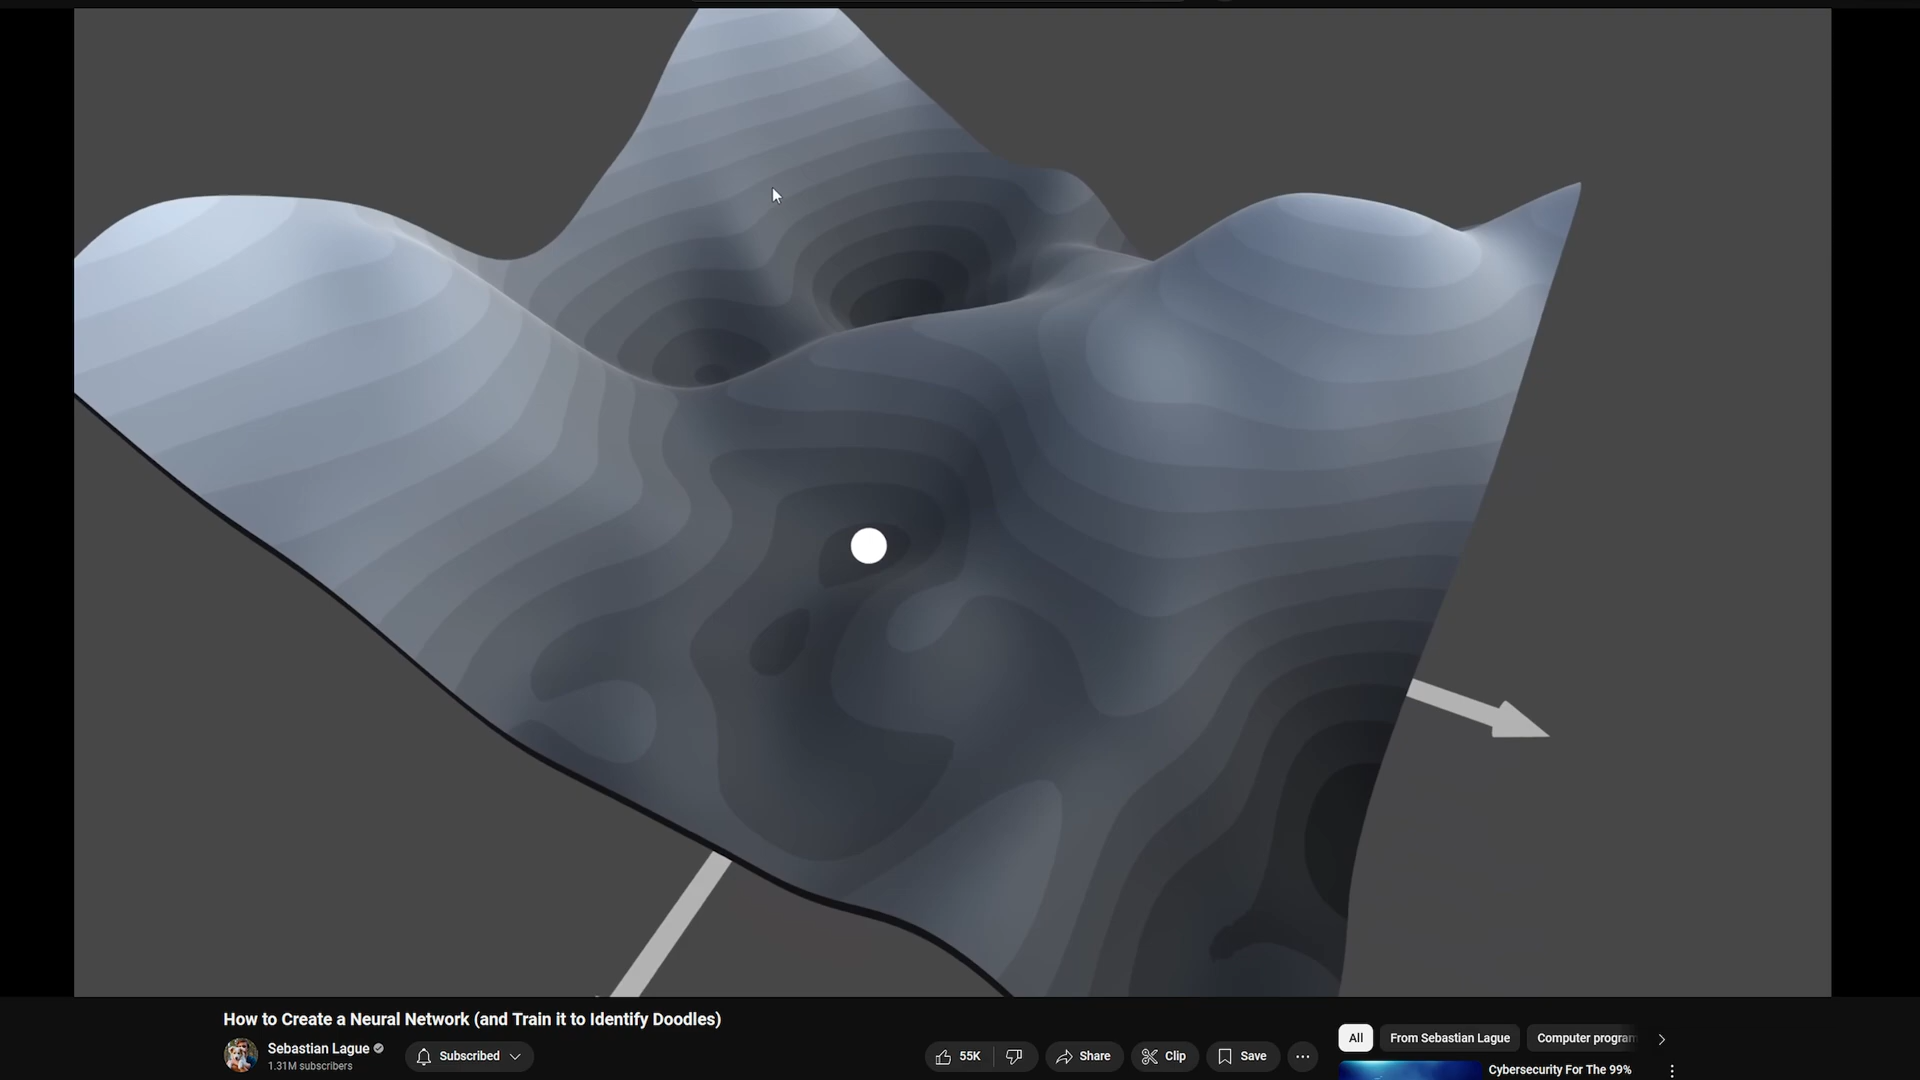 How to Create a Neural Network (and Train it to Identify Doodles)
Sebastian Lague
1.31M subscribers
Subscribed
55K
Share
Clip
Save
All
From Sebastian Lague
Computer program
Cybersecurity For The 99%